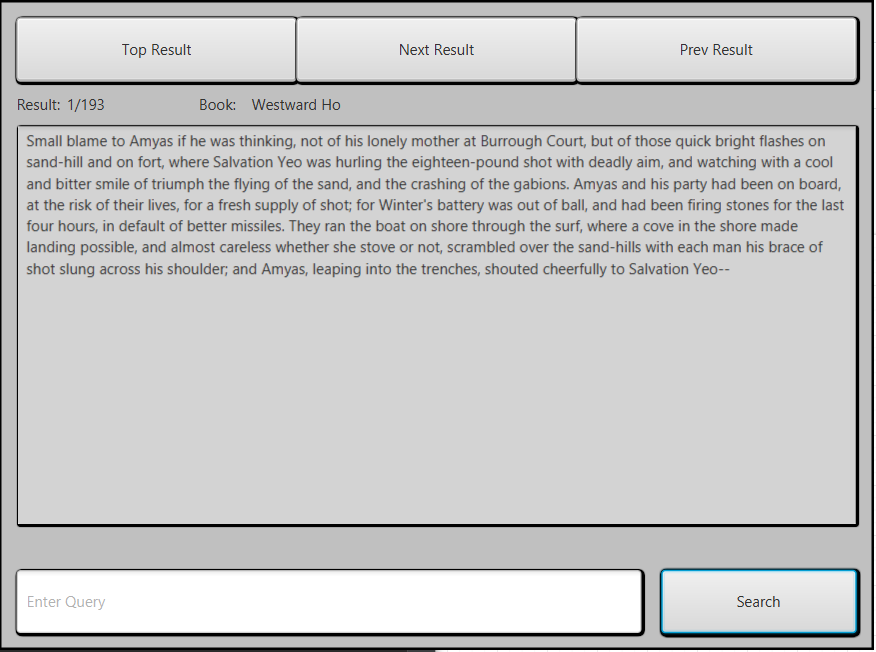 Top Result
Next Result
Prev Result
Result: 1/193
Book: Westward Ho
Small blame to Amyas if he was thinking, not of his lonely mother at Burrough Court, but of those quick bright flashes on
sand-hill and on fort, where Salvation Yeo was hurling the eighteen-pound shot with deadly aim, and watching with a cool
and bitter smile of triumph the flying of the sand, and the crashing of the gabions. Amyas and his party had been on board,
at the risk of their lives, for a fresh supply of shot; for Winter's battery was out of ball, and had been firing stones for the last
four hours, in default of better missiles. They ran the boat on shore through the surf, where a cove in the shore made
landing possible, and almost careless whether she stove or not, scrambled over the sand-hills with each man his brace of
shot slung across his shoulder; and Amyas, leaping into the trenches, shouted cheerfully to Salvation Yeo--
Enter Query
Search